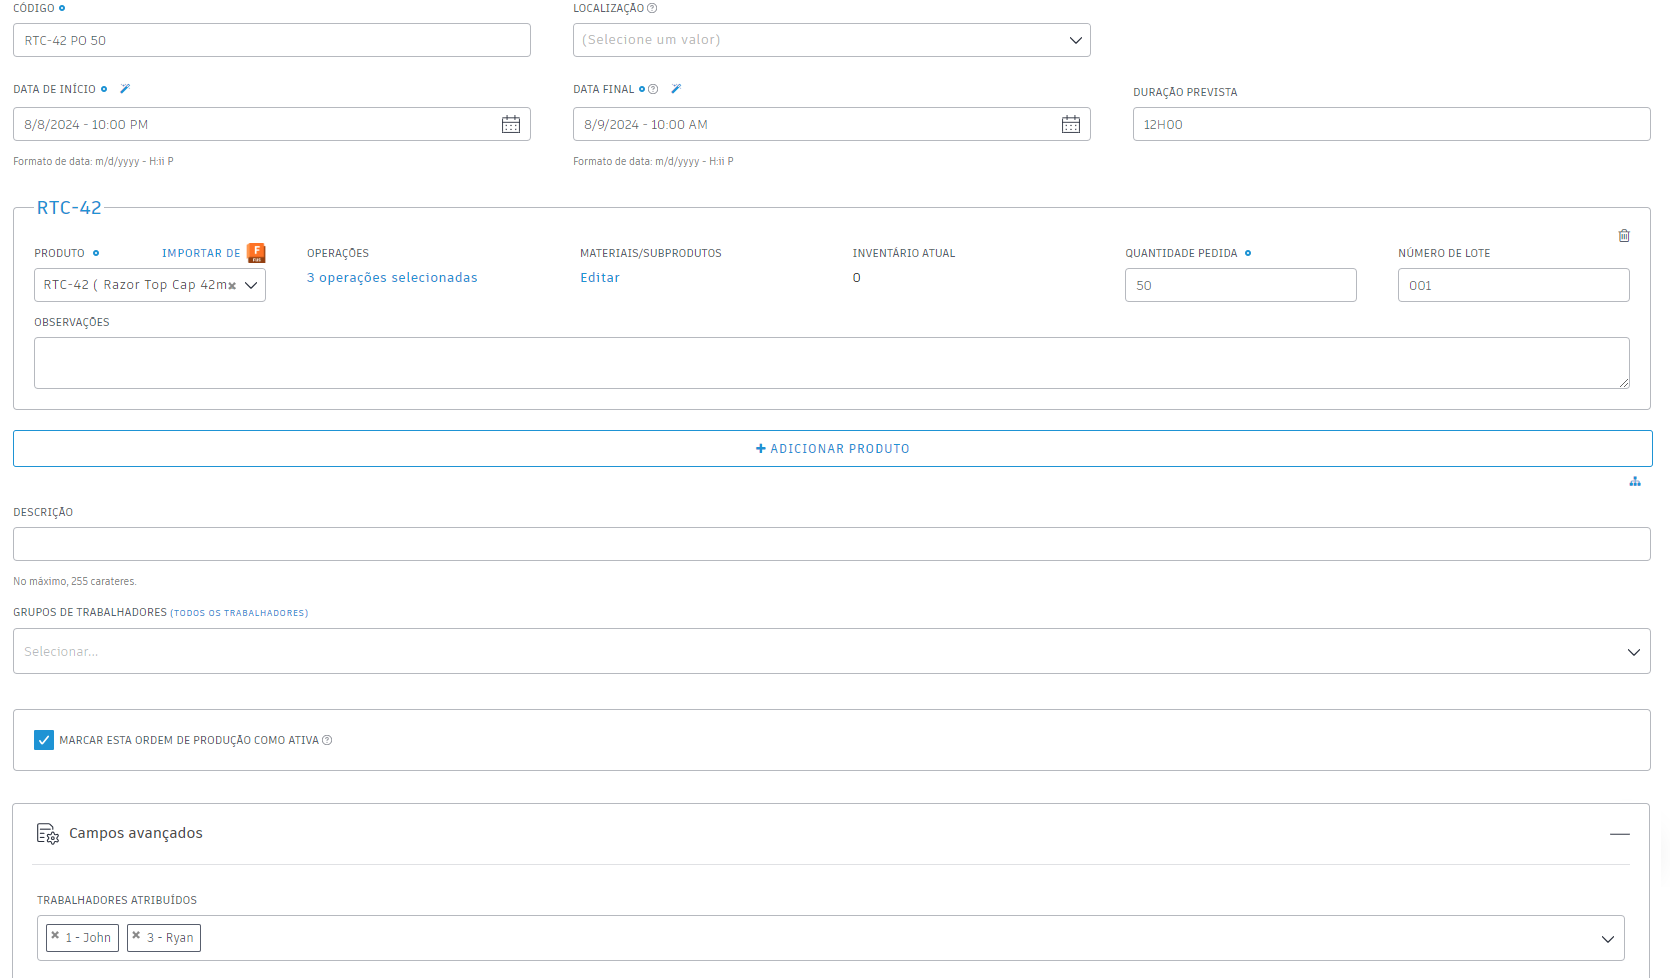 CÓDIGO
LOCALIZAÇÃO
RTC-42 PO 50
(Selecione um valor)
DATA DE INÍCIO
DATA FINAL
DURAÇÃO PREVISTA
8/8/2024 - 10:00 PM
8/9/2024 - 10:00 AM
12H00
Formato de data: m/d/yyyy - H:ii P
Formato de data: m/d/yyyy - H:ii P
RTC-42
PRODUTO
IMPORTAR DE
OPERAÇÕES
MATERIAIS/SUBPRODUTOS
INVENTÁRIO ATUAL
QUANTIDADE PEDIDA
NÚMERO DE LOTE
RTC-42 ( Razor Top Cap 42m
3 operações selecionadas
Editar
0
50
001
OBSERVAÇÕES
+ ADICIONAR PRODUTO
DESCRIÇÃO
No máximo, 255 carateres.
GRUPOS DE TRABALHADORES (TODOS OS TRABALHADORES)
Selecionar...
MARCAR ESTA ORDEM DE PRODUÇÃO COMO ATIVA
Campos avançados
TRABALHADORES ATRIBUÍDOS
1 - John
3 - Ryan